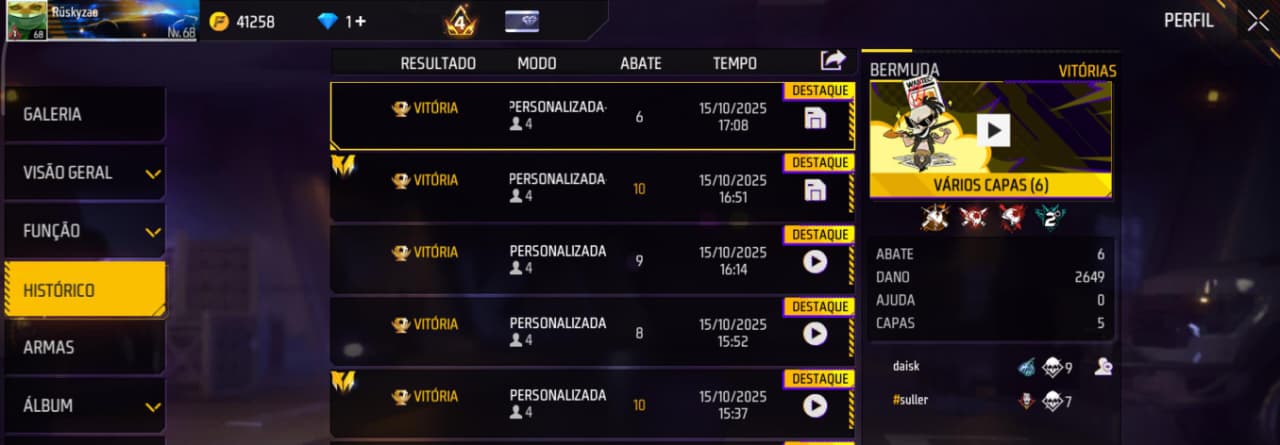 Rüskyzae
Nv. 68
1 68
41258
1+
4
PERFIL
GALERIA
VISÃO GERAL
FUNÇÃO
HISTÓRICO
ARMAS
ÁLBUM
RESULTADO MODO ABATE TEMPO
DESTAQUE
VITÓRIA PERSONALIZADA 6 15/10/2025
4 17:08
DESTAQUE
VITÓRIA PERSONALIZADA 10 15/10/2025
4 16:51
DESTAQUE
VITÓRIA PERSONALIZADA 9 15/10/2025
4 16:14
DESTAQUE
VITÓRIA PERSONALIZADA 8 15/10/2025
4 15:52
DESTAQUE
VITÓRIA PERSONALIZADA 10 15/10/2025
4 15:37
BERMUDA VITÓRIAS
WANTED
VÁRIOS CAPAS (6)
2
ABATE 6
DANO 2649
AJUDA 0
CAPAS 5
daisk 9
#suller 7